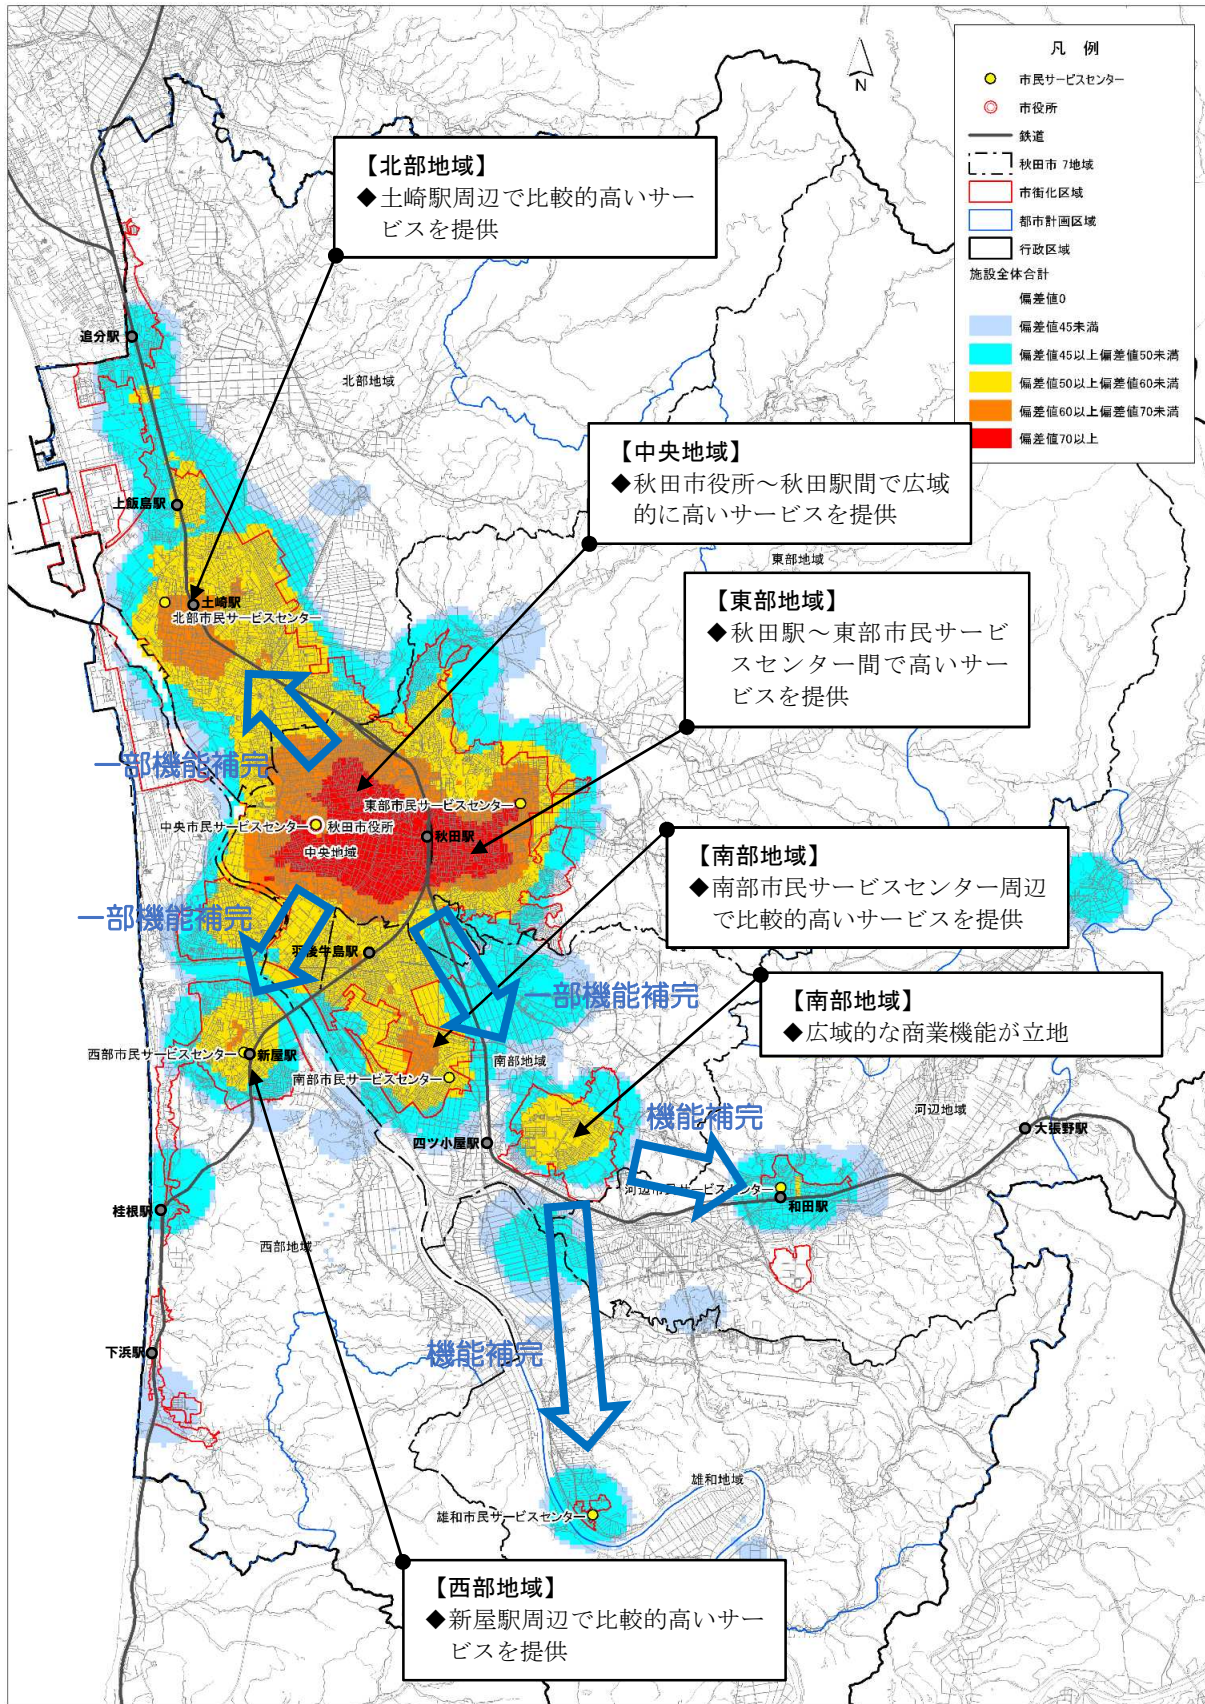 凡 例
市民サービスセンター
市役所
鉄道
秋田市 7地域
市街化区域
都市計画区域
行政区域
施設全体合計
偏差値0
偏差値45未満
偏差値45以上偏差値50未満
偏差値50以上偏差値60未満
偏差値60以上偏差値70未満
偏差値70以上
N
【北部地域】
◆土崎駅周辺で比較的高いサー
ビスを提供
追分駅
北部地域
【中央地域】
◆秋田市役所～秋田駅間で広域
的に高いサービスを提供
上飯島駅
東部地域
【東部地域】
◆秋田駅～東部市民サービ
スセンター間で高いサー
ビスを提供
土崎駅
北部市民サービスセンター
一部機能補完
東部市民サービスセンター
中央市民サービスセンター
秋田市役所
秋田駅
中央地域
【南部地域】
◆南部市民サービスセンター周辺
で比較的高いサービスを提供
一部機能補完
羽後牛島駅
一部機能補完
【南部地域】
◆広域的な商業機能が立地
西部市民サービスセンター
新屋駅
南部地域
南部市民サービスセンター
機能補完
河辺地域
大張野駅
四ツ小屋駅
河辺市民サービスセンター
和田駅
桂根駅
西部地域
下浜駅
機能補完
雄和地域
雄和市民サービスセンター
【西部地域】
◆新屋駅周辺で比較的高いサー
ビスを提供